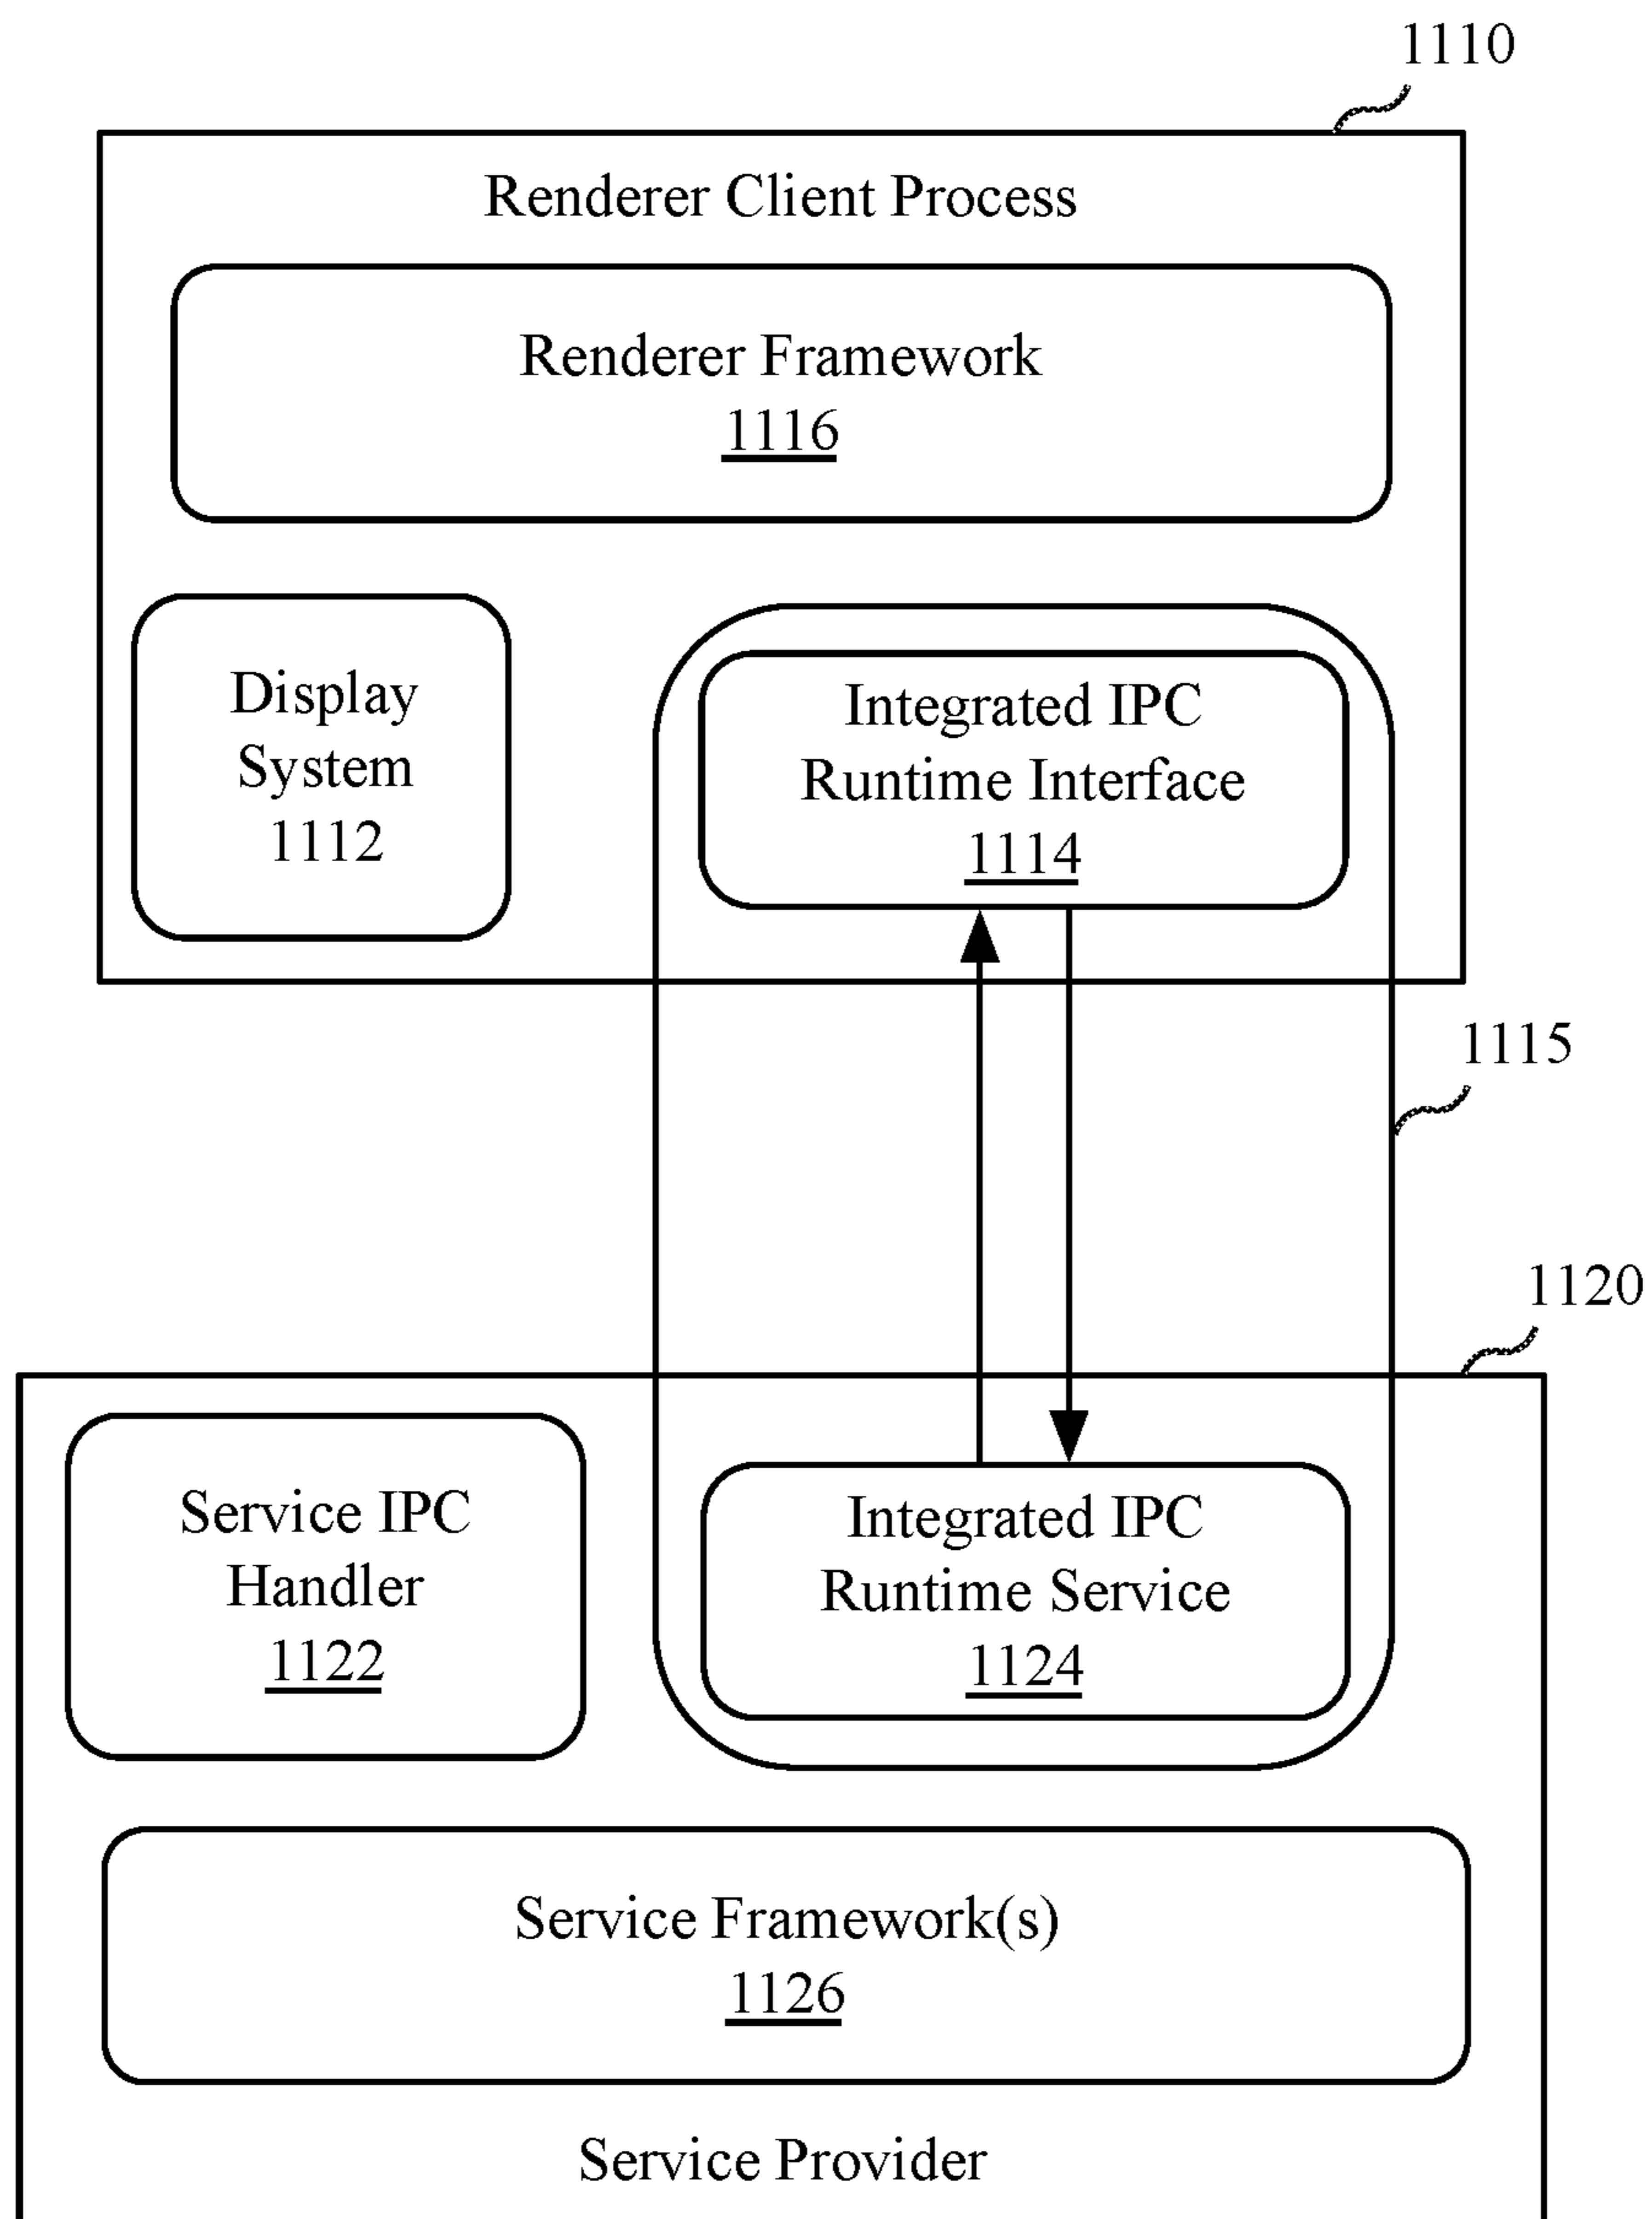 1110
Renderer Client Process
Renderer Framework
1116
Display
System
1112
Integrated IPC
Runtime Interface
1114
1115
1120
Service IPC
Handler
1122
Integrated IPC
Runtime Service
1124
Service Framework(s)
1126
Service Provider